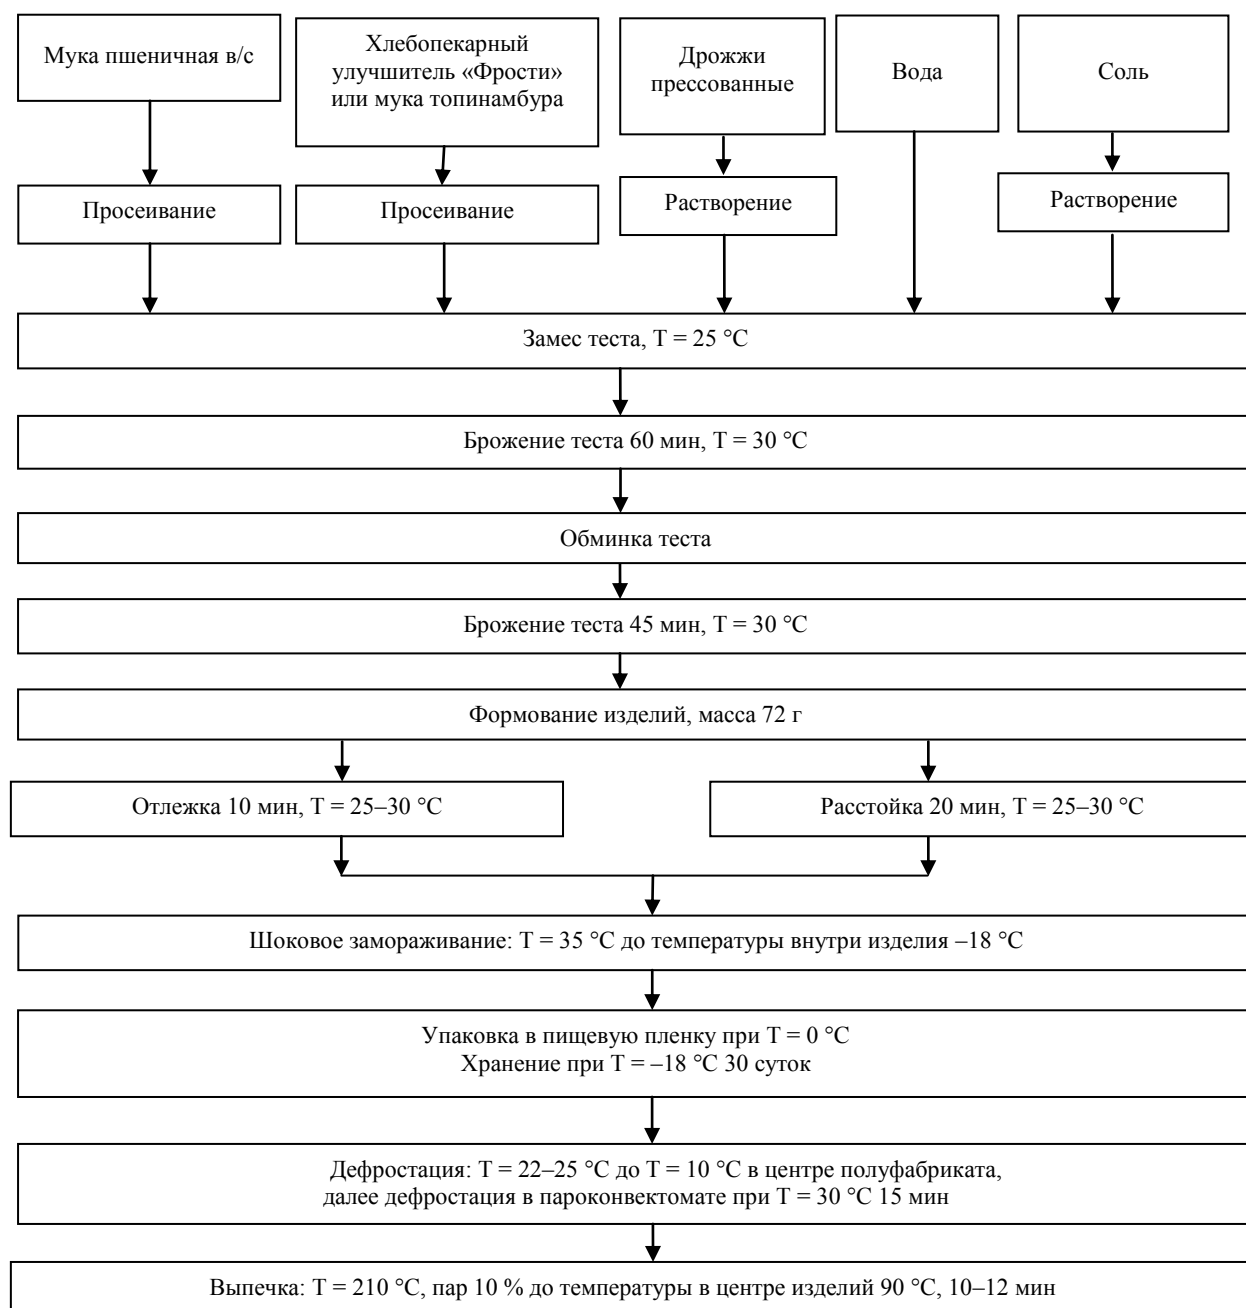 Мука пшеничная в/с
Хлебопекарный
улучшитель «Фрости»
или мука топинамбура
Дрожжи
прессованные
Вода
Соль
Просеивание
Просеивание
Растворение
Растворение
Замес теста, Т = 25 °С
Брожение теста 60 мин, Т = 30 °С
Обминка теста
Брожение теста 45 мин, Т = 30 °С
Формование изделий, масса 72 г
Отлежка 10 мин, Т = 25–30 °С
Расстойка 20 мин, Т = 25–30 °С
Шоковое замораживание: Т = 35 °С до температуры внутри изделия –18 °С
Упаковка в пищевую пленку при Т = 0 °С
Хранение при Т = –18 °С 30 суток
Дефростация: Т = 22–25 °С до Т = 10 °С в центре полуфабриката,
далее дефростация в пароконвектомате при Т = 30 °С 15 мин
Выпечка: Т = 210 °С, пар 10 % до температуры в центре изделий 90 °С, 10–12 мин